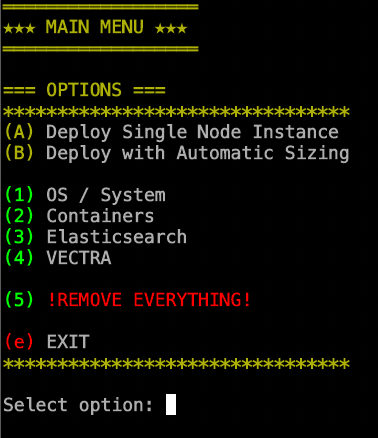 ★★★ MAIN MENU ★★★
=== OPTIONS ===
********************************
(A) Deploy Single Node Instance
(B) Deploy with Automatic Sizing
(1) OS / System
(2) Containers
(3) Elasticsearch
(4) VECTRA
(5) !REMOVE EVERYTHING!
(e) EXIT
********************************
Select option: